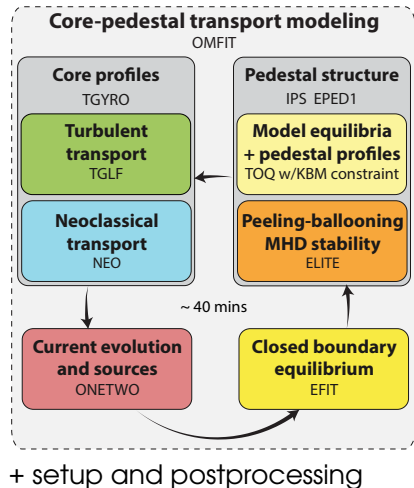 Core-pedestal transport modeling
OMFIT
Core profiles
TGYRO
Turbulent
transport
TGLF
Neoclassical
transport
NEO
Pedestal structure
IPS EPED1
Model equilibria
+ pedestal profiles
TOQ w/KBM constraint
Peeling-ballooning
MHD stability
ELITE
~ 40 mins
Current evolution
and sources
ONETWO
Closed boundary
equilibrium
EFIT
+ setup and postprocessing